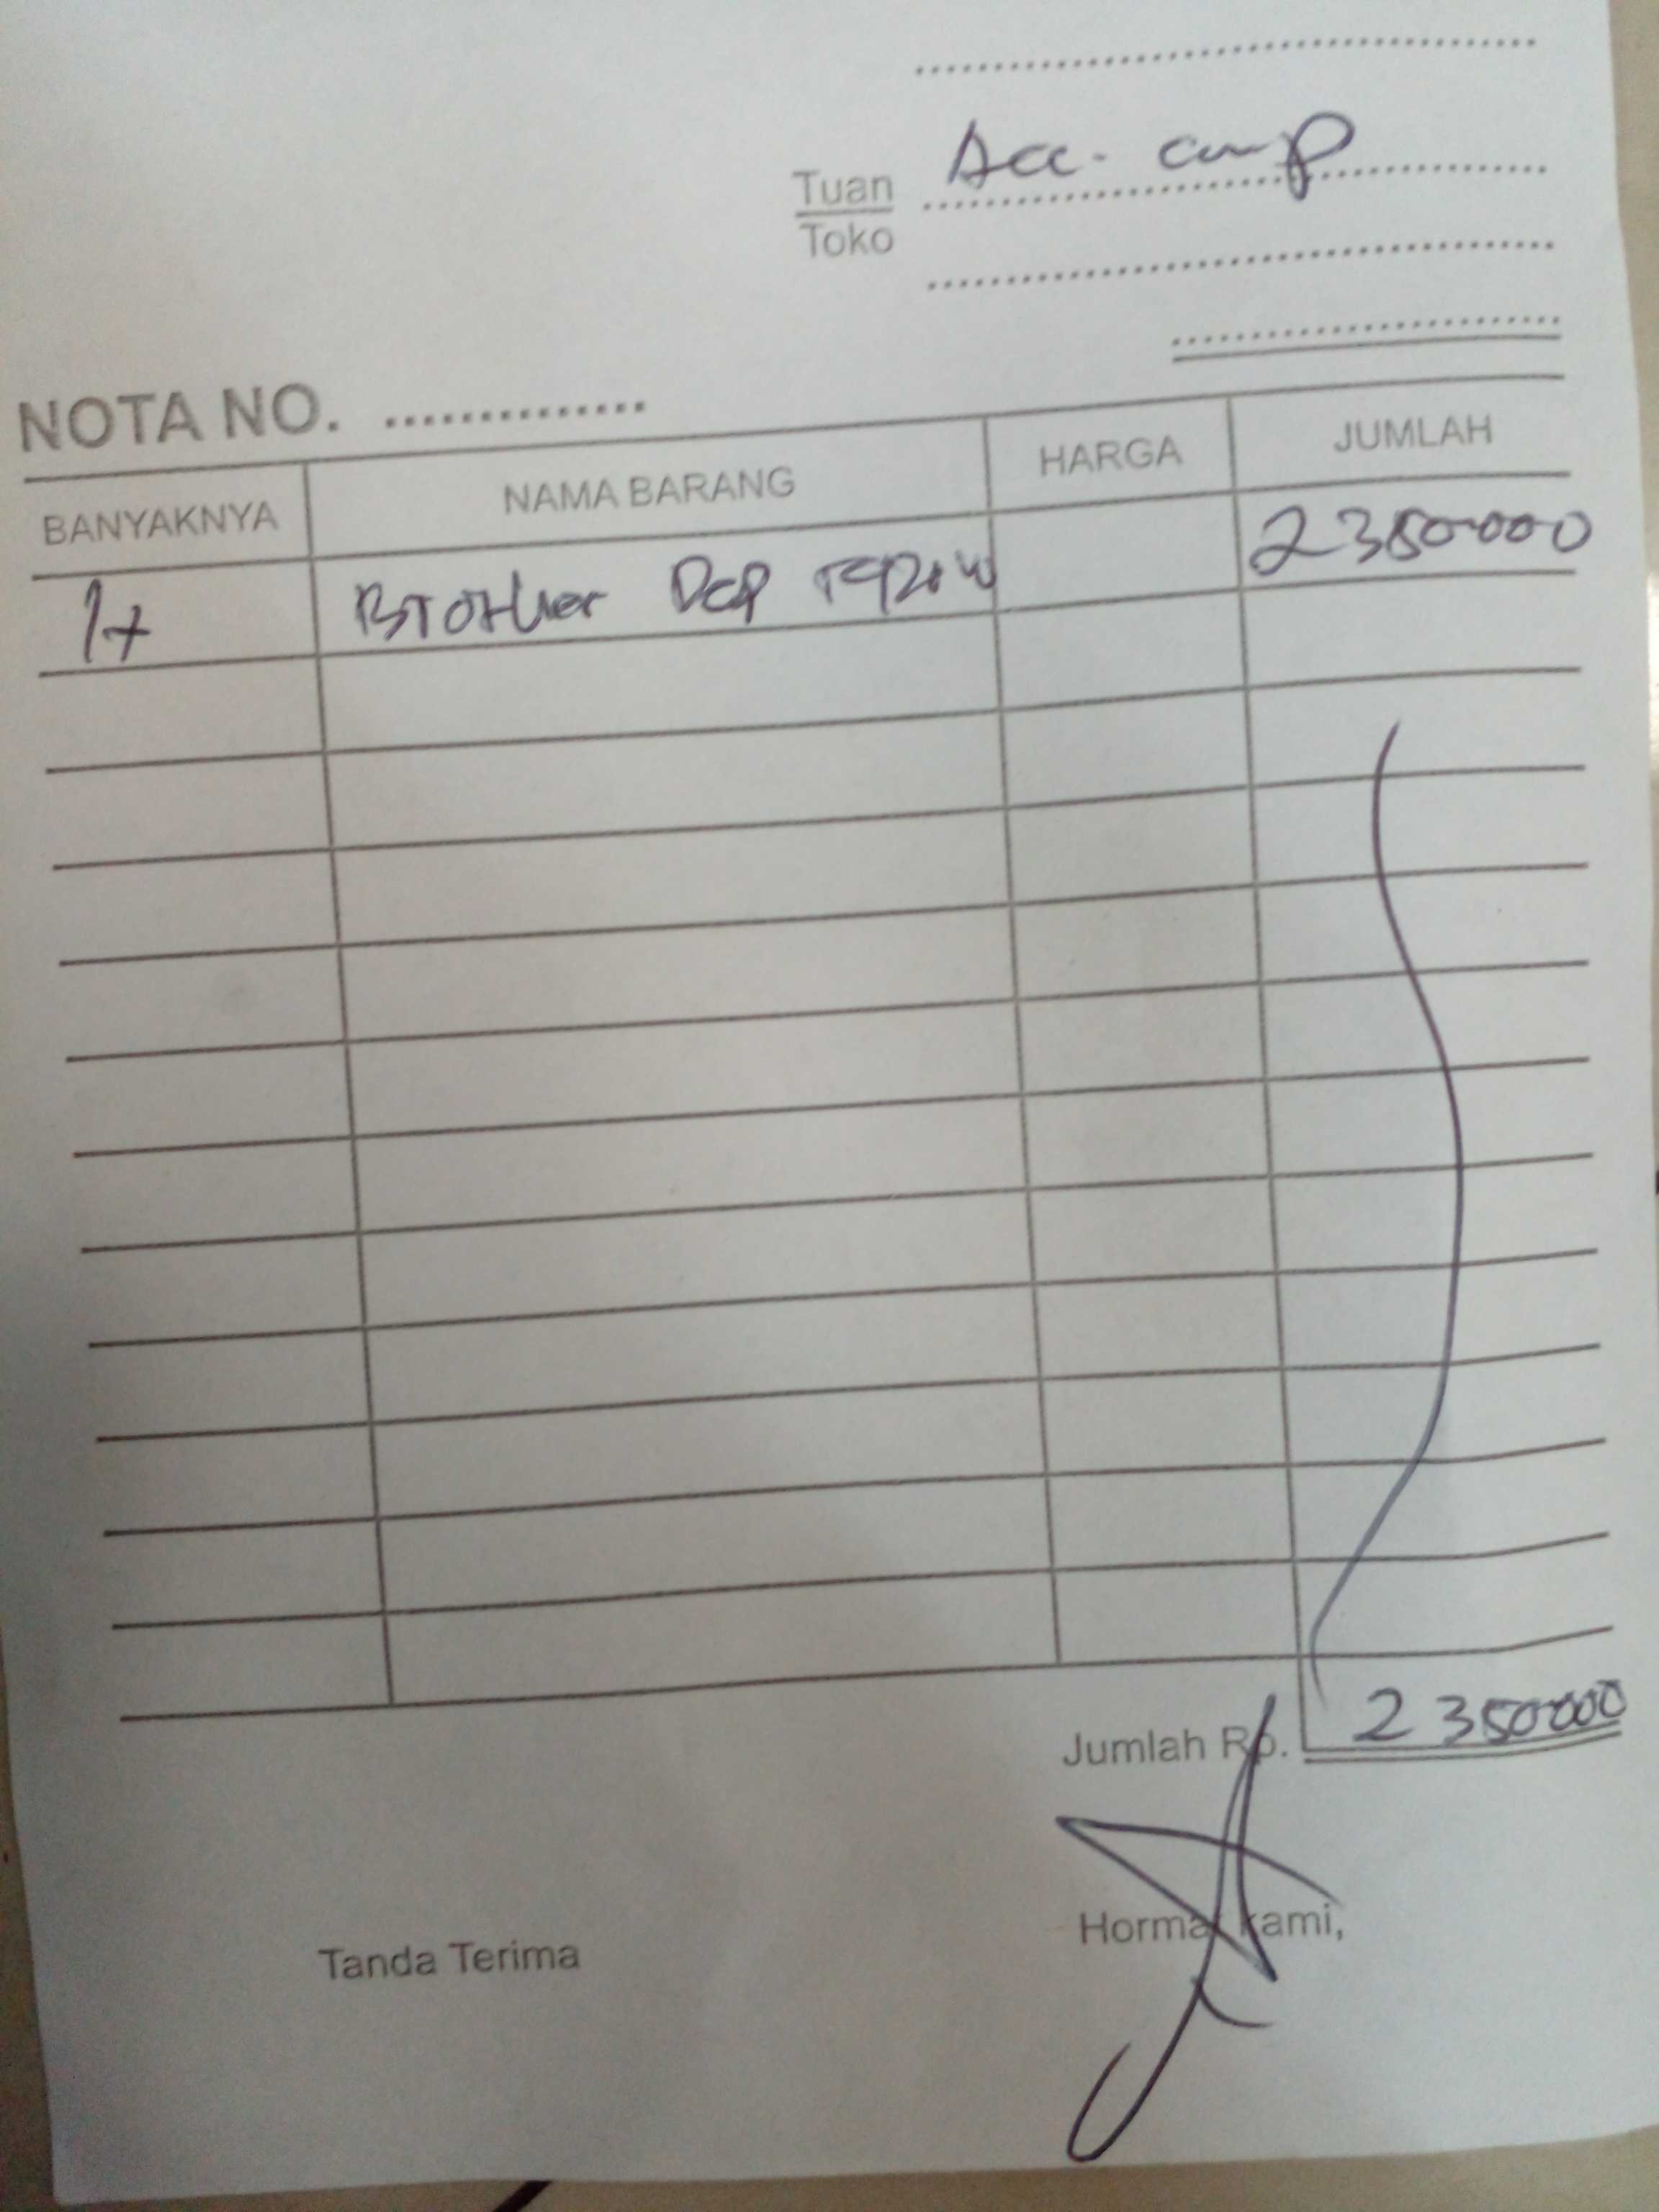 Tuan Acc. comp
Toko
NOTA NO. ..............
BANYAKNYA NAMA BARANG HARGA JUMLAH
1x Brother Dcp T420w 2350000
Jumlah Rp. 2350000
Tanda Terima Hormat kami,